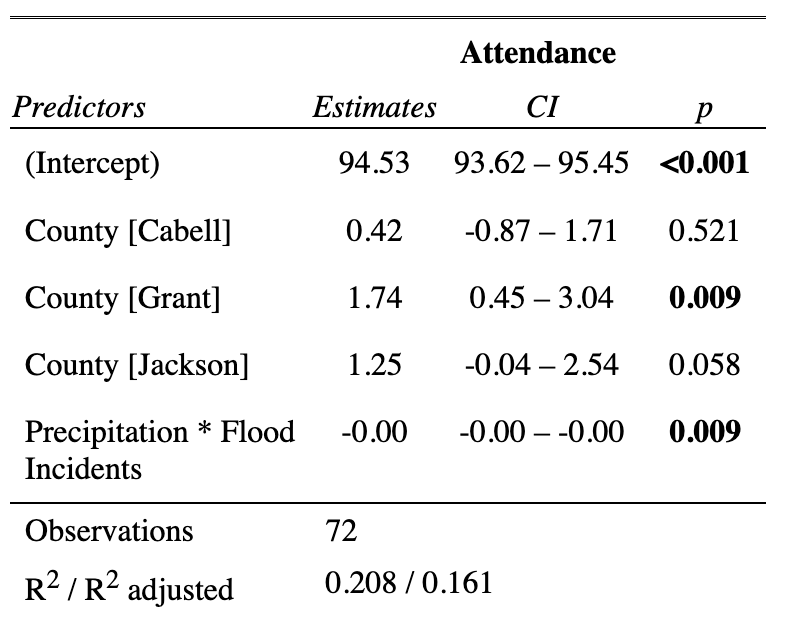 Attendance
Predictors Estimates CI p
(Intercept) 94.53 93.62 – 95.45 <0.001
County [Cabell] 0.42 -0.87 – 1.71 0.521
County [Grant] 1.74 0.45 – 3.04 0.009
County [Jackson] 1.25 -0.04 – 2.54 0.058
Precipitation * Flood -0.00 -0.00 – -0.00 0.009
Incidents
Observations 72
R² / R² adjusted 0.208 / 0.161